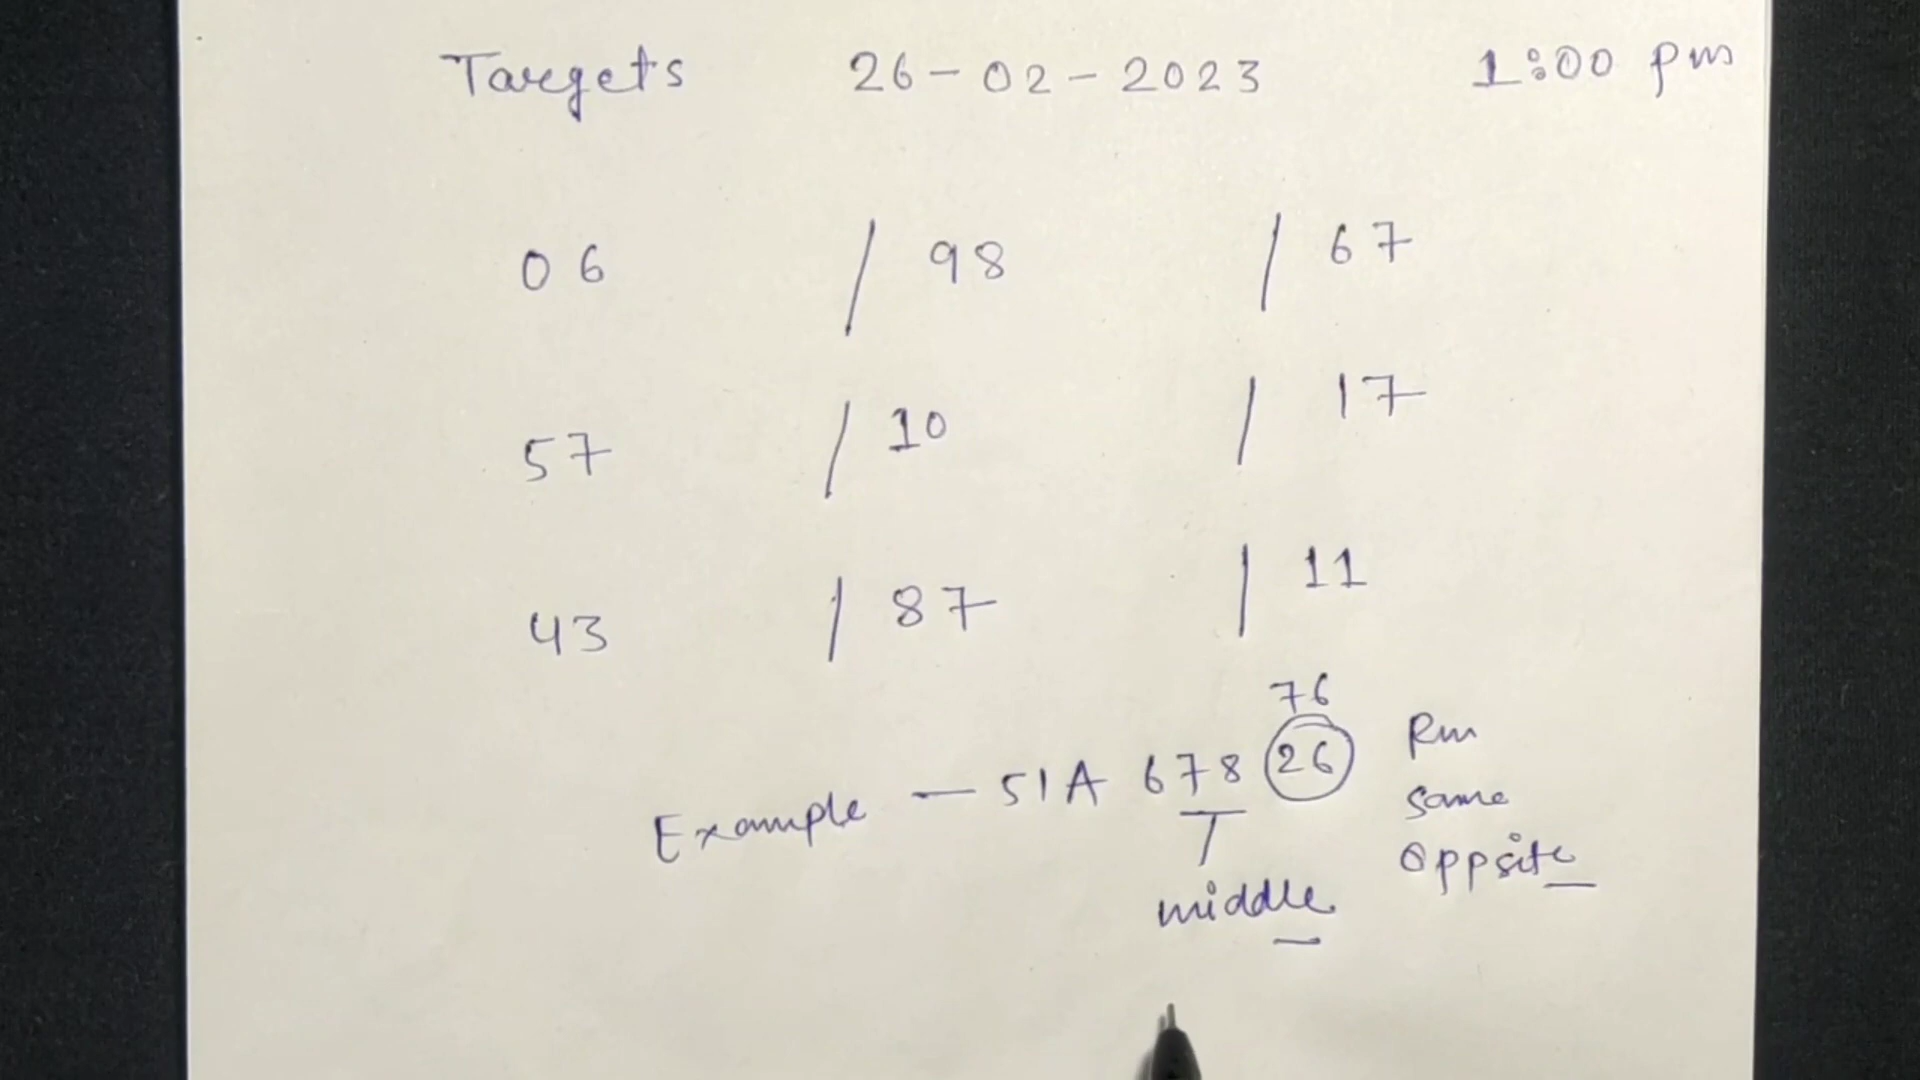 Targets 26-02-2023 1:00 pm
06 / 98 / 67
57 / 10 / 17
43 / 87 / 11
76
Example - 51A 678 26 Rm
same
middle oppsite